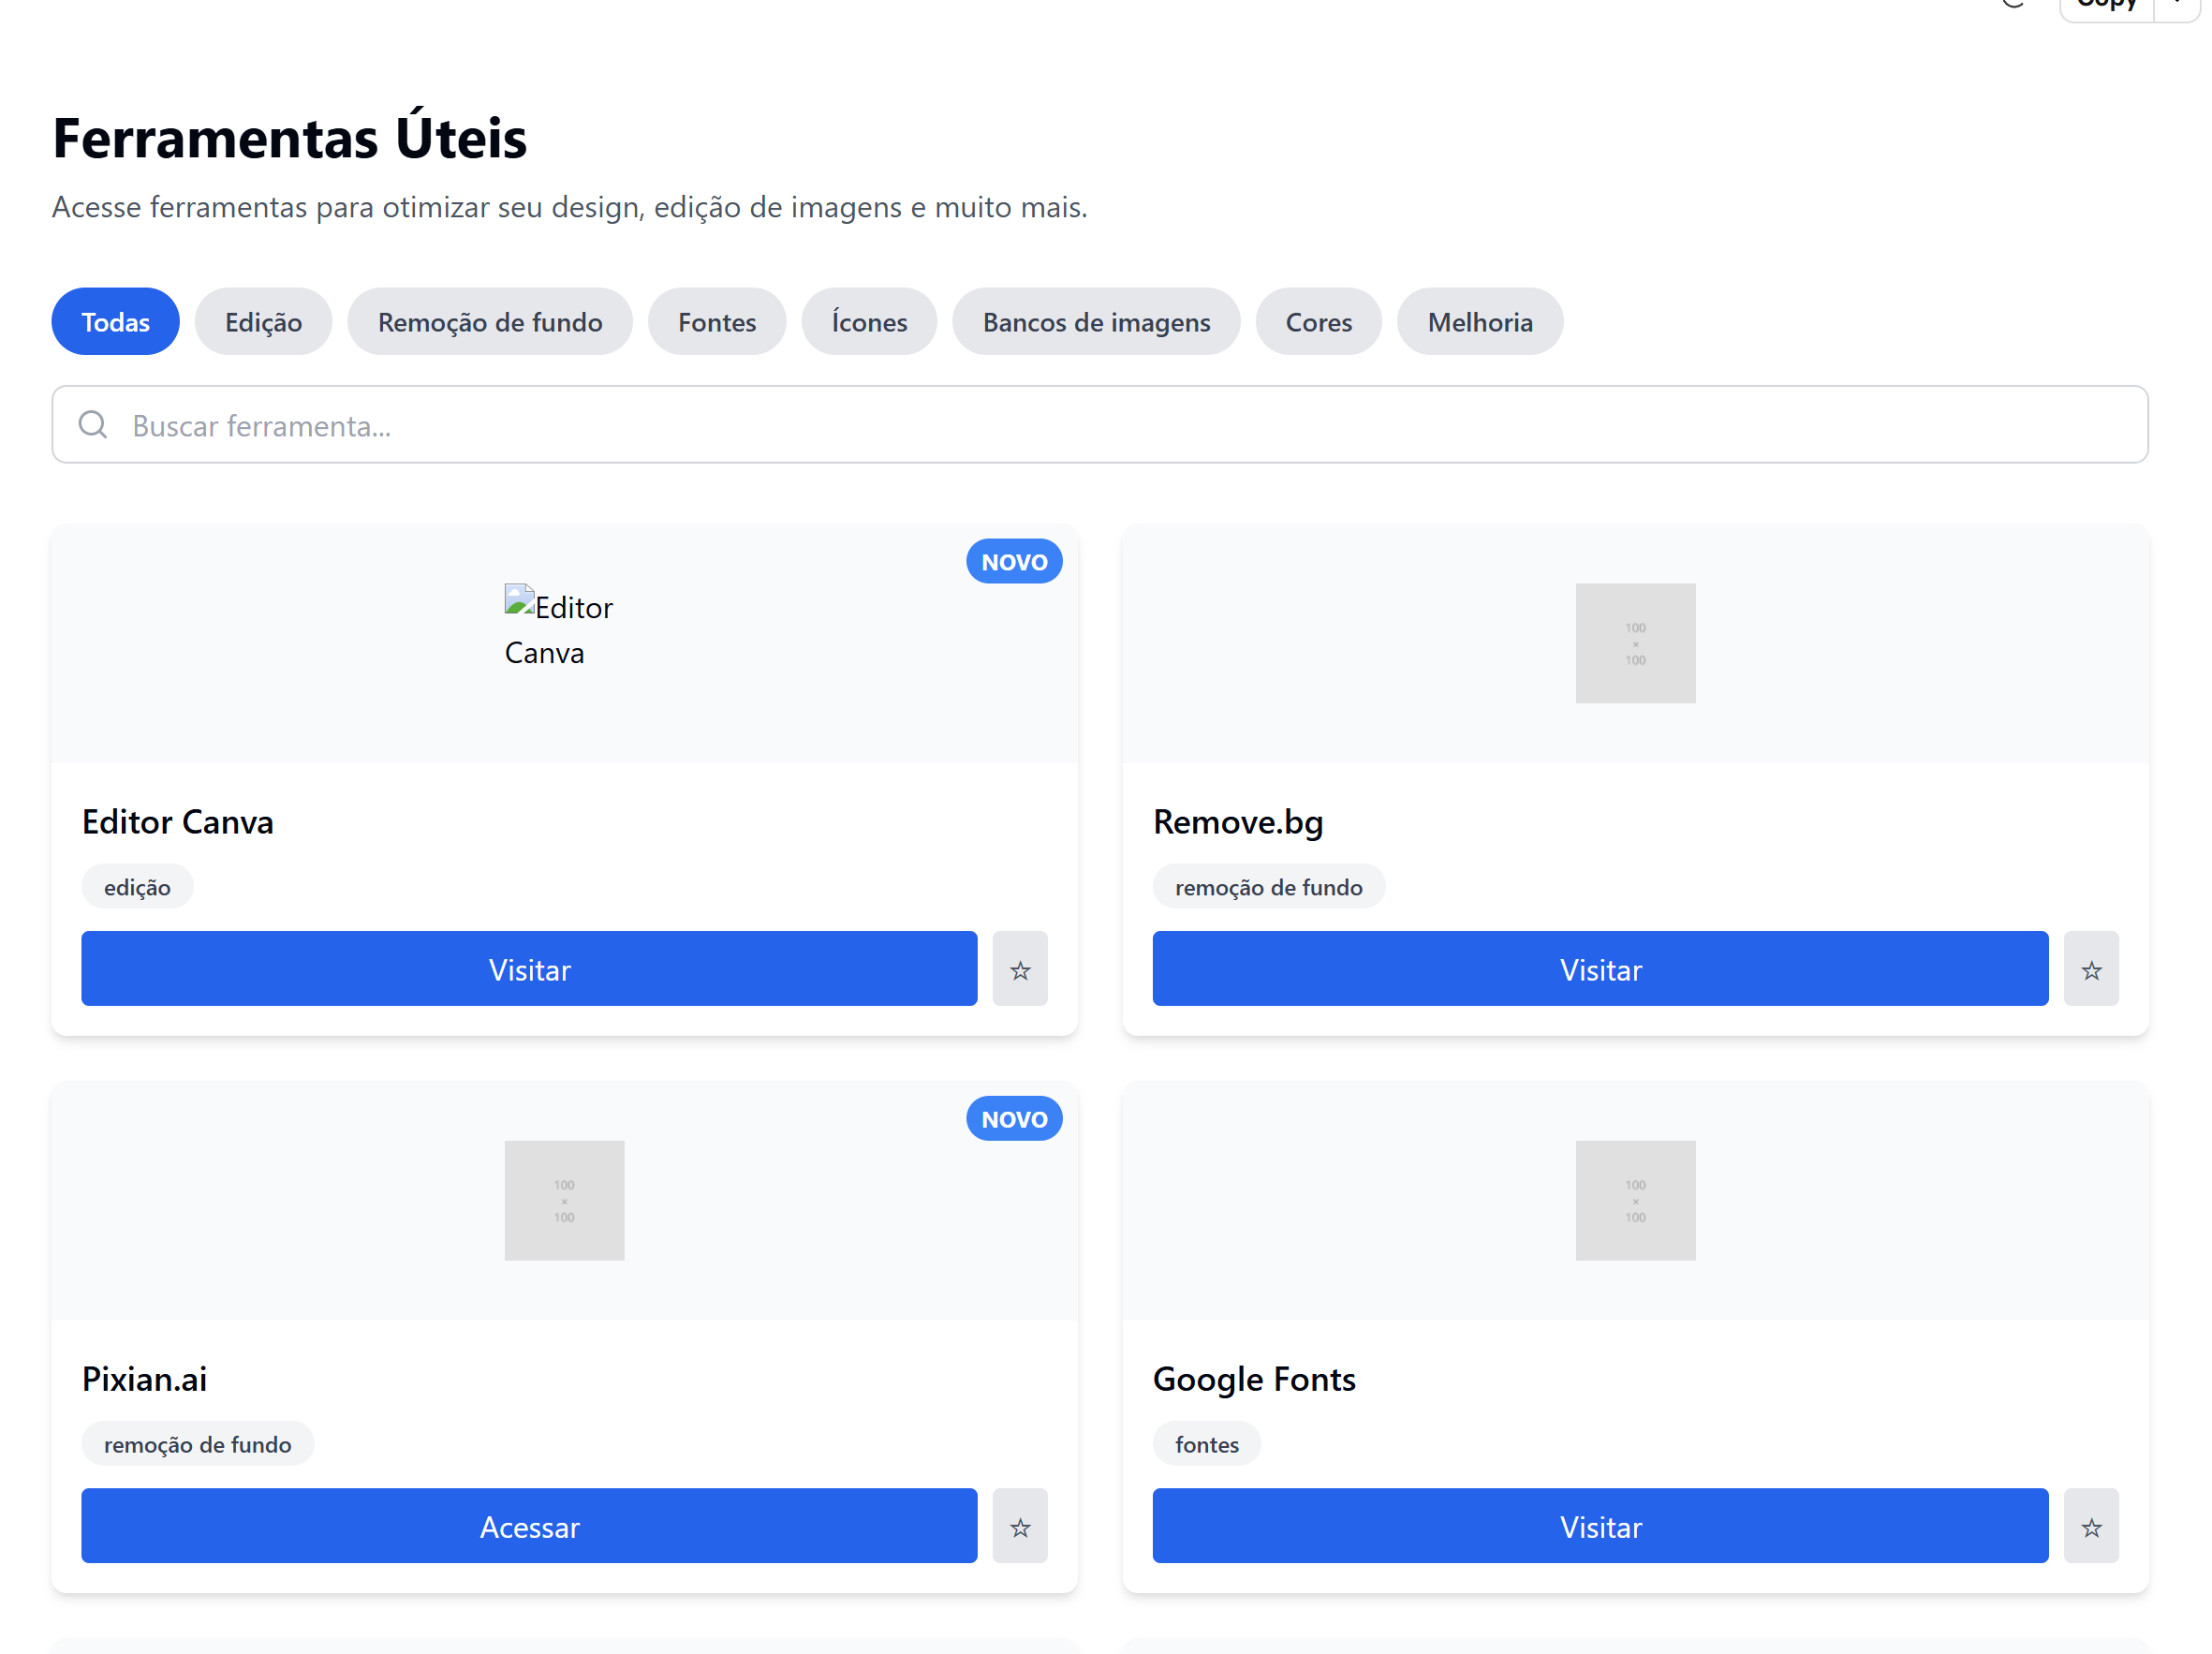 Copy
Ferramentas Úteis
Acesse ferramentas para otimizar seu design, edição de imagens e muito mais.
Todas
Edição
Remoção de fundo
Fontes
Ícones
Bancos de imagens
Cores
Melhoria
Buscar ferramenta...
NOVO
Editor
Canva
100
×
100
Editor Canva
Remove.bg
edição
remoção de fundo
Visitar
Visitar
NOVO
100
×
100
100
×
100
Pixian.ai
Google Fonts
remoção de fundo
fontes
Acessar
Visitar